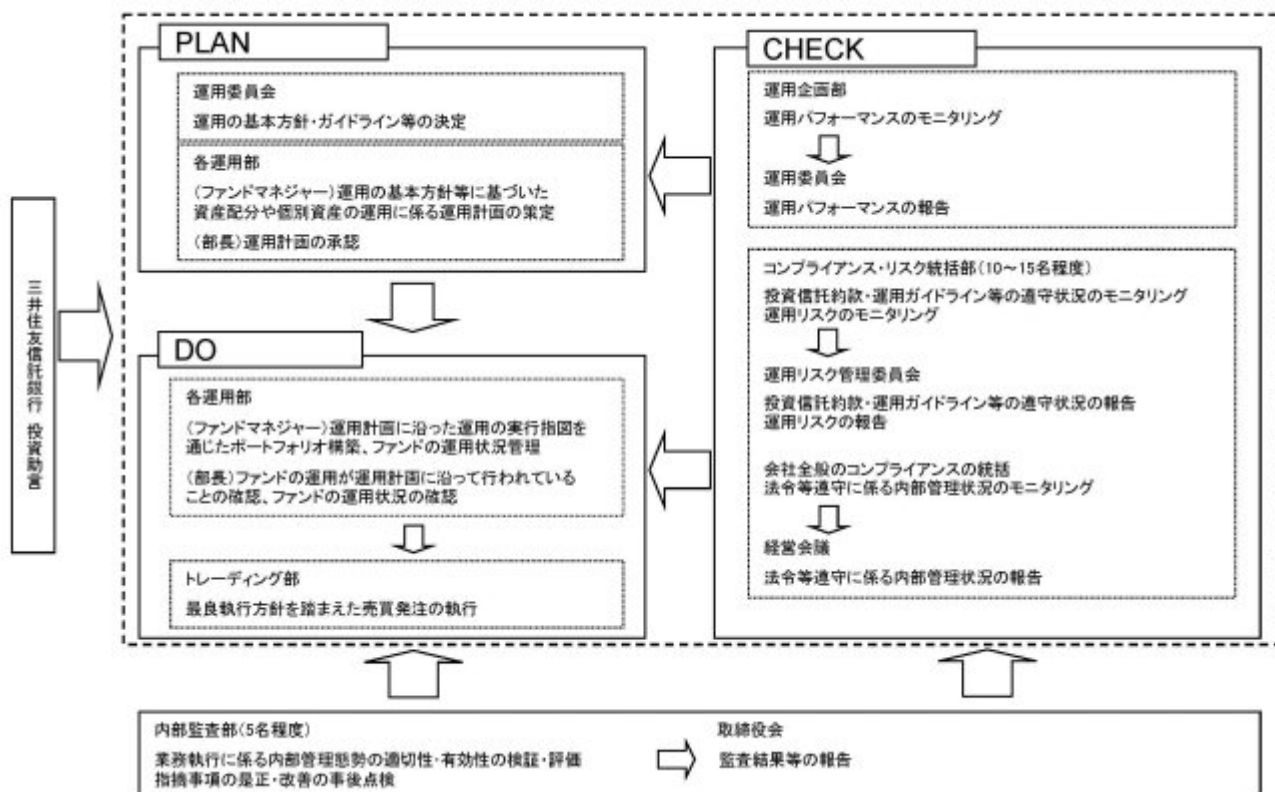 三井住友信託銀行 投資助言
PLAN
運用委員会
運用の基本方針・ガイドライン等の決定
各運用部
(ファンドマネジャー)運用の基本方針等に基づいた
資産配分や個別資産の運用に係る運用計画の策定
(部長)運用計画の承認
DO
各運用部
(ファンドマネジャー)運用計画に沿った運用の実行指図を
通じたポートフォリオ構築、ファンドの運用状況管理
(部長)ファンドの運用が運用計画に沿って行われている
ことの確認、ファンドの運用状況の確認
トレーディング部
最良執行方針を踏まえた売買発注の執行
CHECK
運用企画部
運用パフォーマンスのモニタリング
運用委員会
運用パフォーマンスの報告
コンプライアンス・リスク統括部(10~15名程度)
投資信託約款・運用ガイドライン等の遵守状況のモニタリング
運用リスクのモニタリング
運用リスク管理委員会
投資信託約款・運用ガイドライン等の遵守状況の報告
運用リスクの報告
会社全般のコンプライアンスの統括
法令等遵守に係る内部管理状況のモニタリング
経営会議
法令等遵守に係る内部管理状況の報告
内部監査部(5名程度)
業務執行に係る内部管理態勢の適切性・有効性の検証・評価
指摘事項の是正・改善の事後点検
取締役会
監査結果等の報告